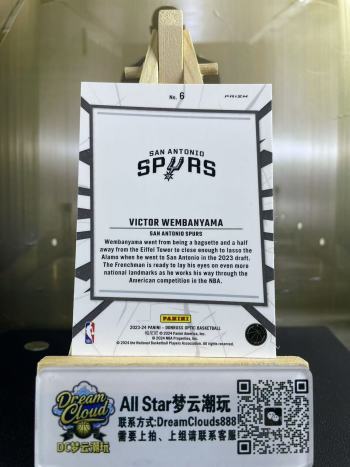 No. 6
PRIZM
SAN ANTONIO
SPURS
VICTOR WEMBANYAMA
SAN ANTONIO SPURS
Wembanyama went from being a baguette and a half
away from the Eiffel Tower to close enough to lasso the
Alamo when he went to San Antonio in the 2023 draft.
The Frenchman is ready to lay his eyes on even more
national landmarks as he works his way through the
American competition in the NBA.
PANINI
2023-24 PANINI - DONRUSS OPTIC BASKETBALL
© 2024 Panini America, Inc.
© 2024 NBA Properties, Inc.
© 2024 the National Basketball Players Association. All rights reserved.
NBA
Dream
Cloud
DC梦云潮玩
All Star梦云潮玩
联系方式:DreamClouds888
需要上拍、上组请联系客服